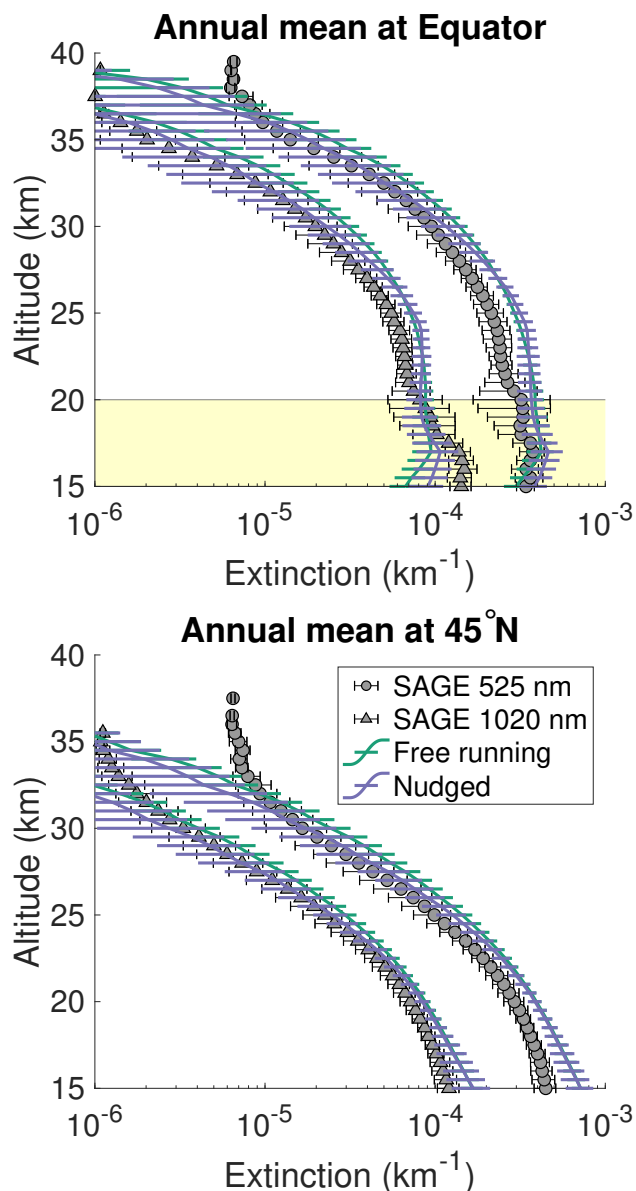 Annual mean at Equator
40
35
30
25
20
15
Altitude (km)
10^-6
10^-5
10^-4
10^-3
Extinction (km^-1)
Annual mean at 45°N
40
35
30
25
20
15
Altitude (km)
SAGE 525 nm
SAGE 1020 nm
Free running
Nudged
10^-6
10^-5
10^-4
10^-3
Extinction (km^-1)